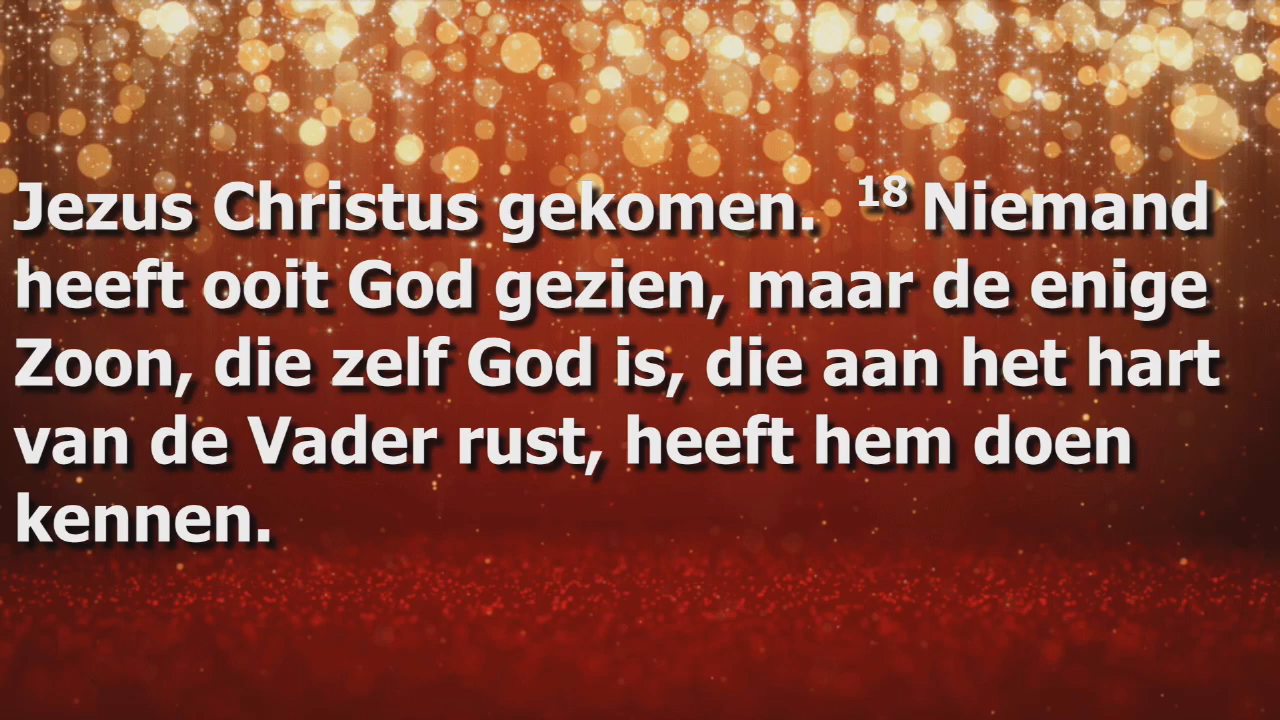 Jezus Christus gekomen. 18 Niemand
heeft ooit God gezien, maar de enige
Zoon, die zelf God is, die aan het hart
van de Vader rust, heeft hem doen
kennen.